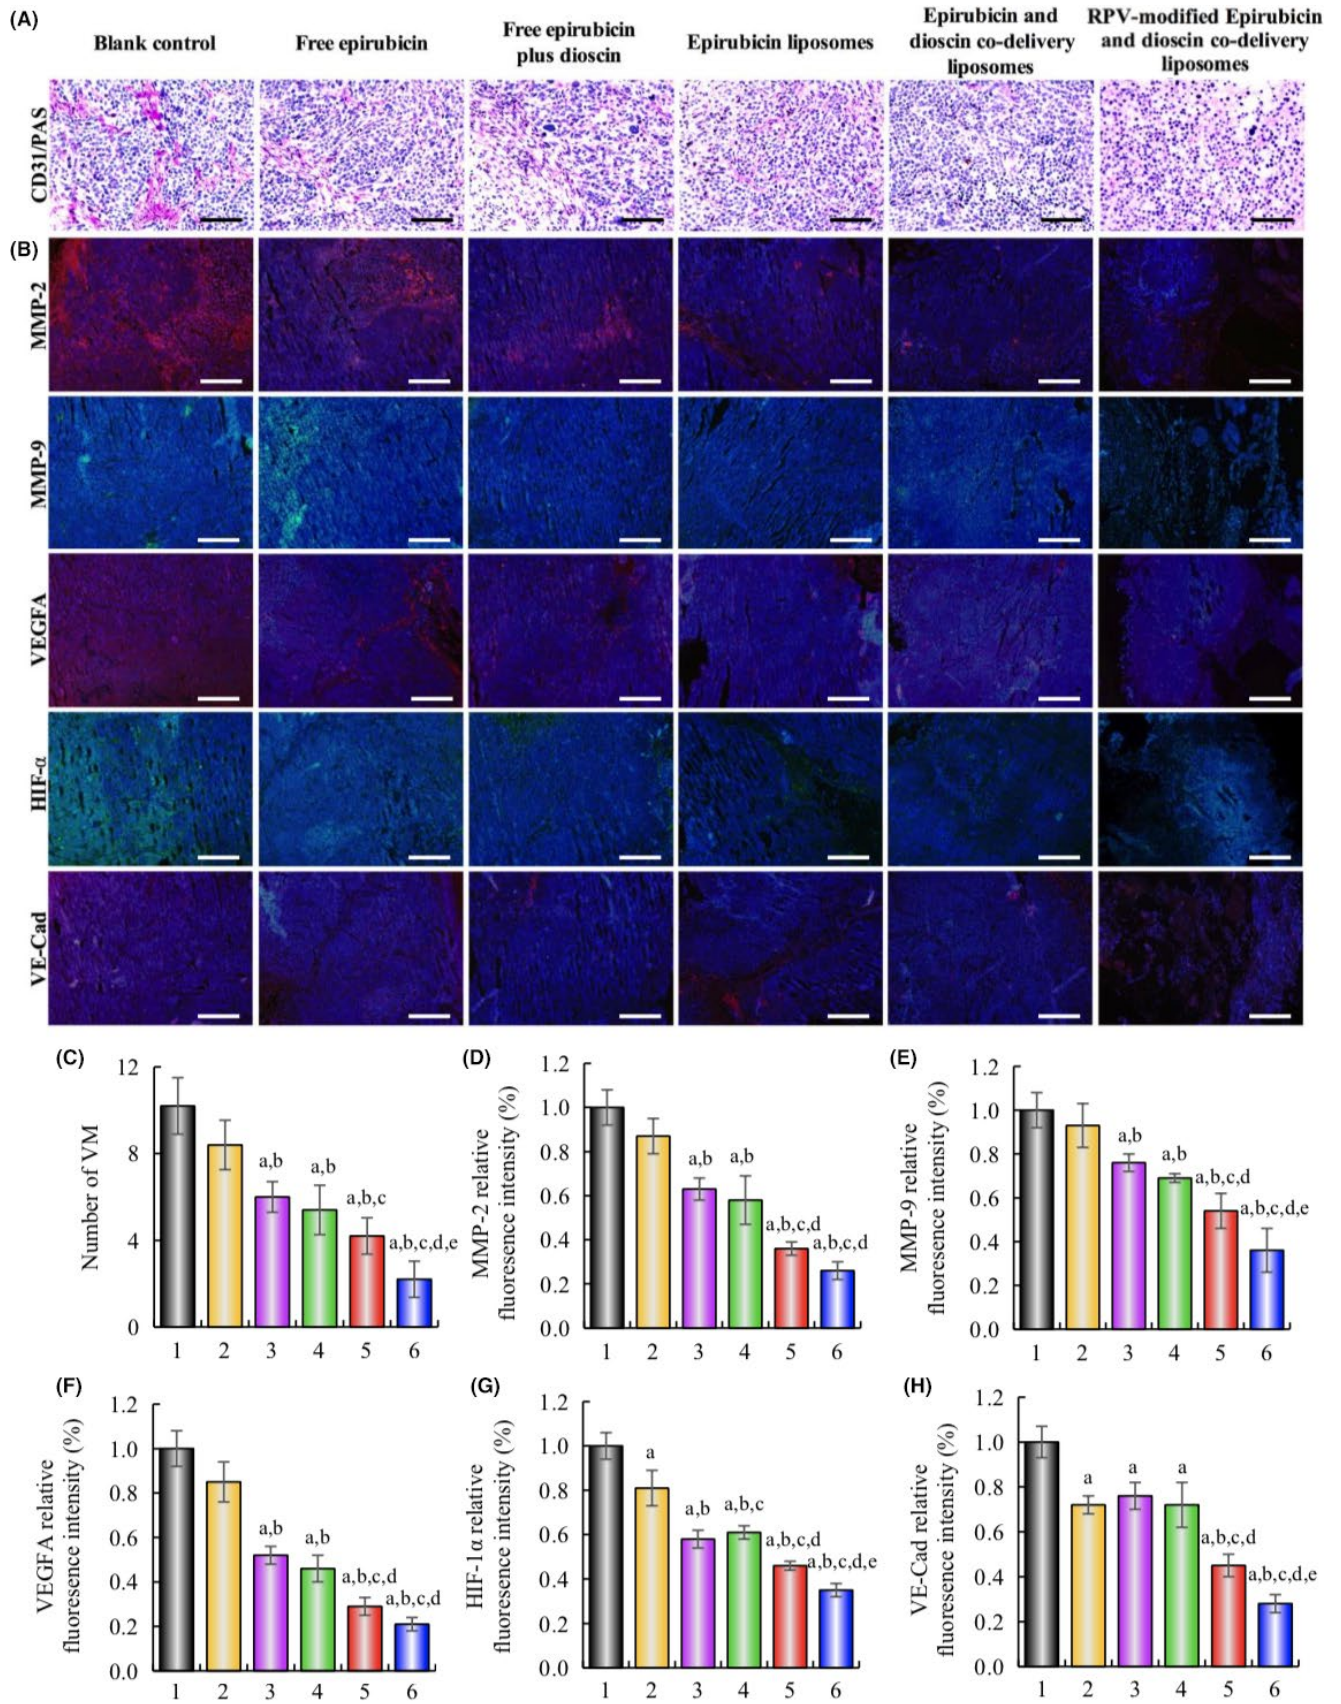 (A)
Blank control
Free epirubicin
Free epirubicin
plus dioscin
Epirubicin liposomes
Epirubicin and
dioscin co-delivery
liposomes
RPV-modified Epirubicin
and dioscin co-delivery
liposomes
CD31/PAS
(B)
MMP-2
MMP-9
VEGFA
HIF-α
VE-Cad
(C)
Number of VM
12
8
4
0
a,b
a,b
a,b,c
a,b,c,d,e
1 2 3 4 5 6
(D)
MMP-2 relative
fluoresence intensity (%)
1.2
1.0
0.8
0.6
0.4
0.2
0.0
a,b
a,b
a,b,c,d
a,b,c,d
1 2 3 4 5 6
(E)
MMP-9 relative
fluoresence intensity (%)
1.2
1.0
0.8
0.6
0.4
0.2
0.0
a,b
a,b
a,b,c,d
a,b,c,d,e
1 2 3 4 5 6
(F)
VEGFA relative
fluoresence intensity (%)
1.2
1.0
0.8
0.6
0.4
0.2
0.0
a,b
a,b
a,b,c,d
a,b,c,d
1 2 3 4 5 6
(G)
HIF-1α relative
fluoresence intensity (%)
1.2
1.0
0.8
0.6
0.4
0.2
0.0
a
a,b
a,b,c
a,b,c,d
a,b,c,d,e
1 2 3 4 5 6
(H)
VE-Cad relative
fluoresence intensity (%)
1.2
1.0
0.8
0.6
0.4
0.2
0.0
a
a
a
a,b,c,d
a,b,c,d,e
1 2 3 4 5 6